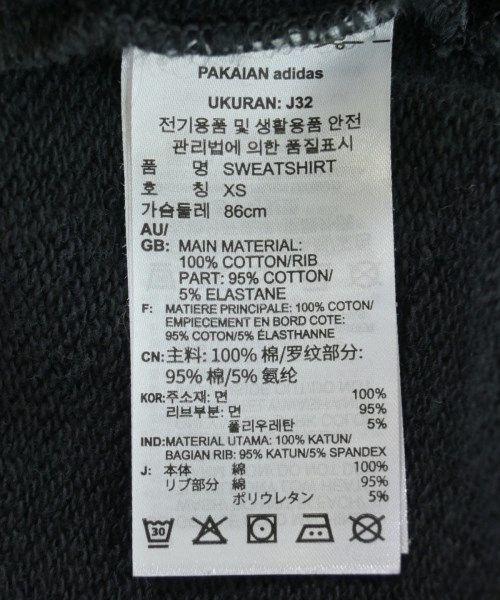 PAKAIAN adidas
UKURAN: J32
전기용품 및 생활용품 안전
관리법에 의한 품질표시
품 명 SWEATSHIRT
호 칭 XS
가슴둘레 86cm
AU/
GB: MAIN MATERIAL:
100% COTTON/RIB
PART: 95% COTTON/
5% ELASTANE
F: MATIERE PRINCIPALE: 100% COTON/
EMPIECEMENT EN BORD COTE:
95% COTON/5% ÉLASTHANNE
CN: 主料: 100% 棉/罗纹部分:
95% 棉/5% 氨纶
KOR: 주소재: 면 100%
리브부분: 면 95%
폴리우레탄 5%
IND: MATERIAL UTAMA: 100% KATUN/
BAGIAN RIB: 95% KATUN/5% SPANDEX
J: 本体 綿 100%
リブ部分 綿 95%
ポリウレタン 5%
30